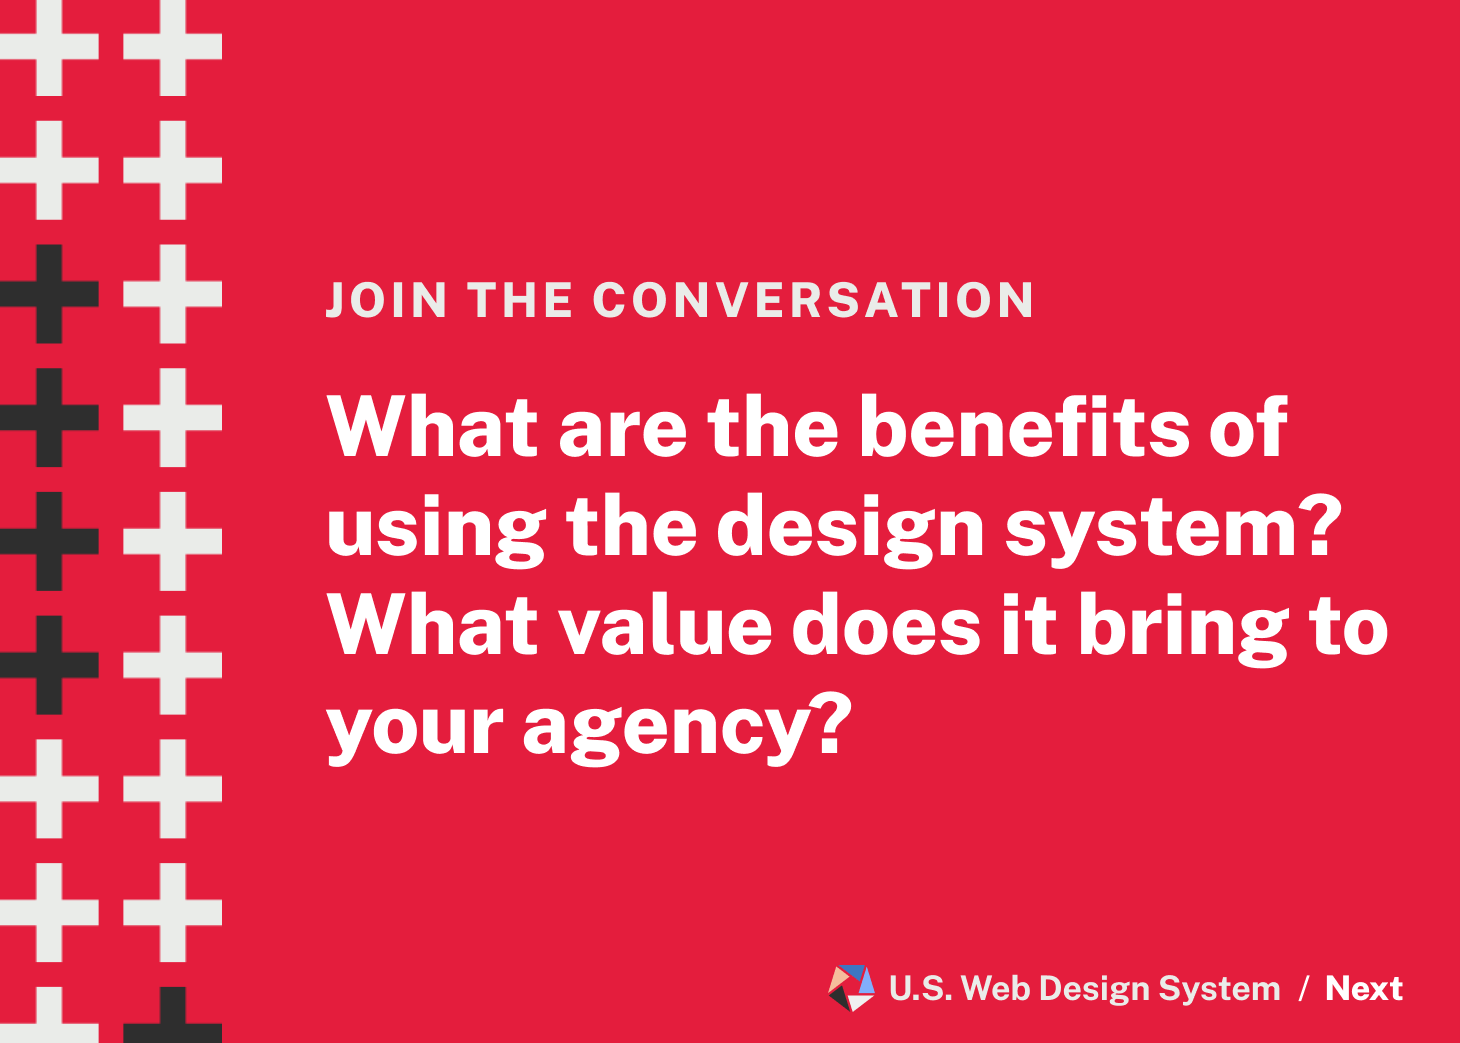 JOIN THE CONVERSATION
What are the benefits of
using the design system?
What value does it bring to
your agency?
U.S. Web Design System / Next